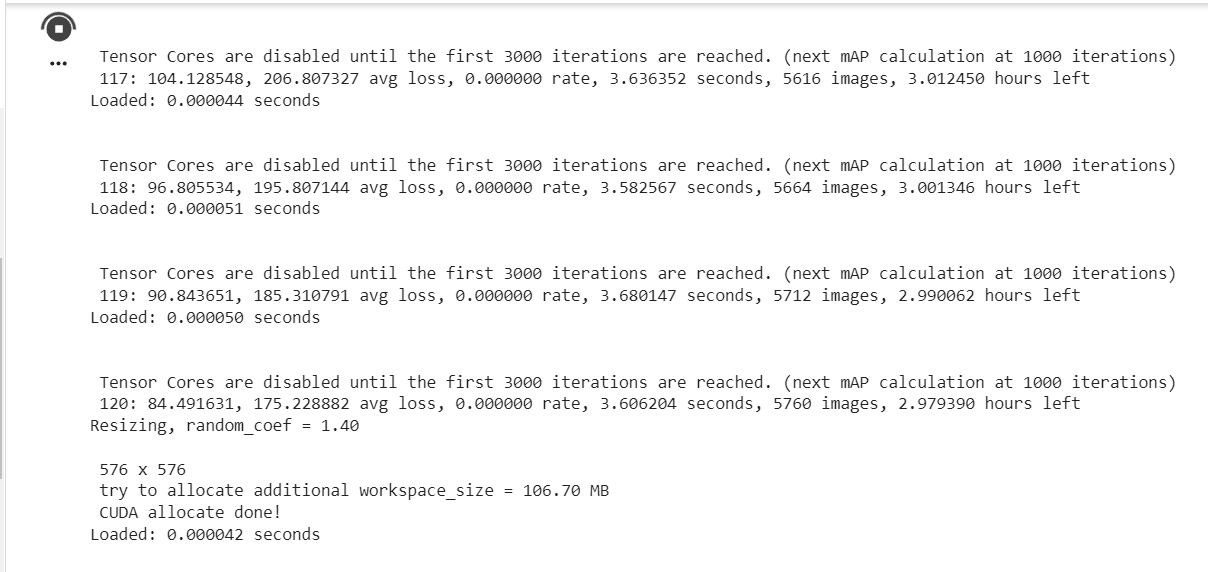 Tensor Cores are disabled until the first 3000 iterations are reached. (next mAP calculation at 1000 iterations)
117: 104.128548, 206.807327 avg loss, 0.000000 rate, 3.636352 seconds, 5616 images, 3.012450 hours left
Loaded: 0.000044 seconds
Tensor Cores are disabled until the first 3000 iterations are reached. (next mAP calculation at 1000 iterations)
118: 96.805534, 195.807144 avg loss, 0.000000 rate, 3.582567 seconds, 5664 images, 3.001346 hours left
Loaded: 0.000051 seconds
Tensor Cores are disabled until the first 3000 iterations are reached. (next mAP calculation at 1000 iterations)
119: 90.843651, 185.310791 avg loss, 0.000000 rate, 3.680147 seconds, 5712 images, 2.990062 hours left
Loaded: 0.000050 seconds
Tensor Cores are disabled until the first 3000 iterations are reached. (next mAP calculation at 1000 iterations)
120: 84.491631, 175.228882 avg loss, 0.000000 rate, 3.606204 seconds, 5760 images, 2.979390 hours left
Resizing, random_coef = 1.40
576 x 576
try to allocate additional workspace_size = 106.70 MB
CUDA allocate done!
Loaded: 0.000042 seconds